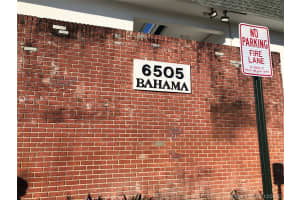 6505
BAHAMA
NO
PARKING
FIRE
LANE